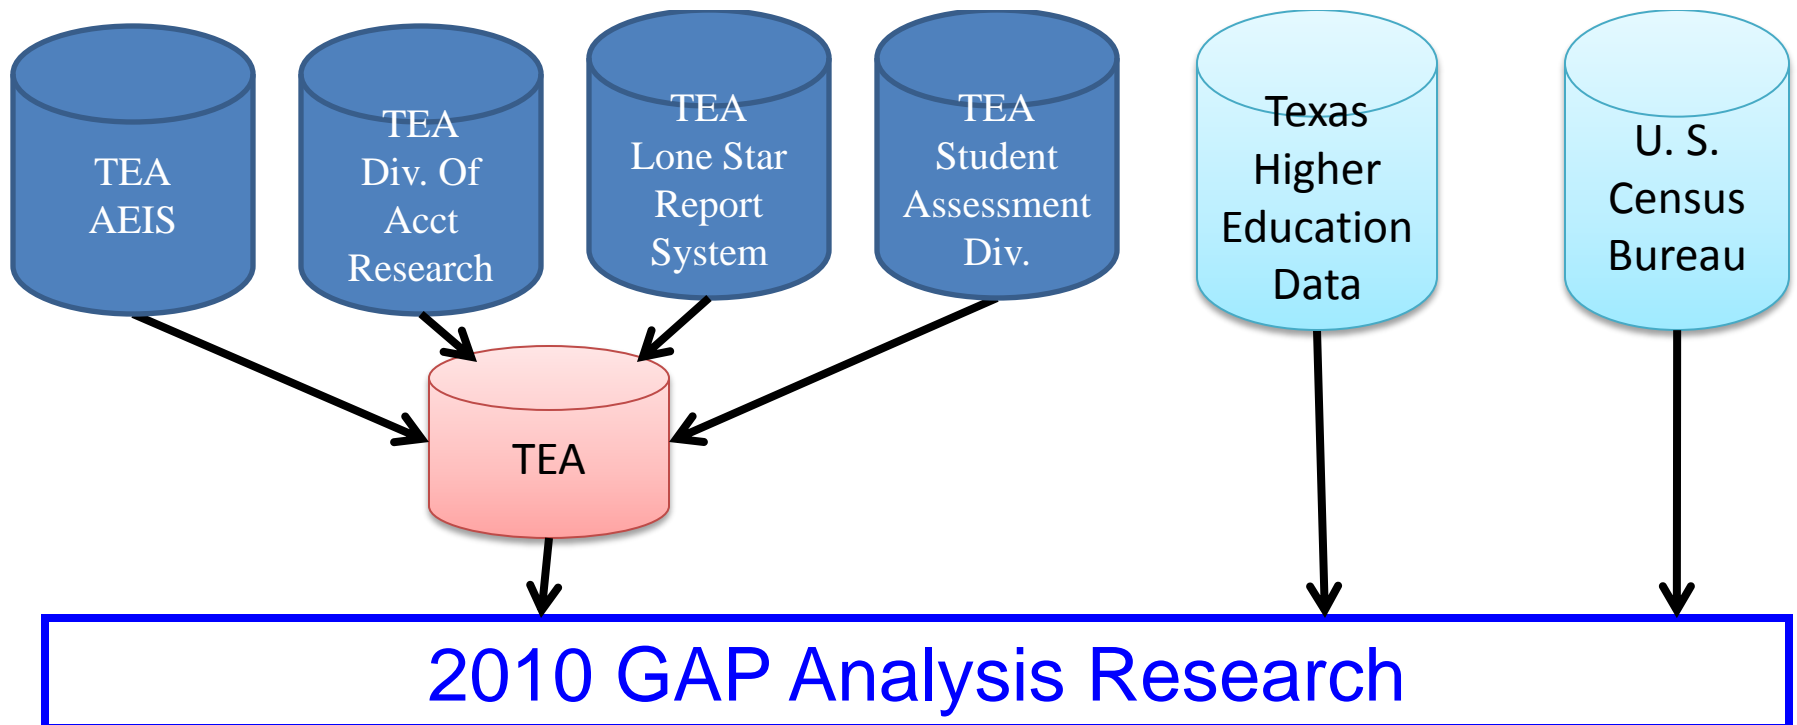 TEA
AEIS
TEA
Div. Of
Acct
Research
TEA
Lone Star
Report
System
TEA
Student
Assessment
Div.
Texas
Higher
Education
Data
U. S.
Census
Bureau
TEA
2010 GAP Analysis Research